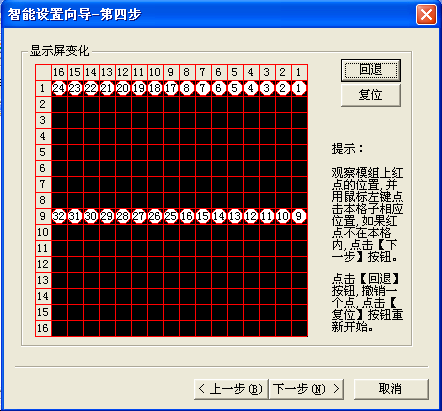 智能设置向导-第四步
显示屏变化
16 15 14 13 12 11 10 9 8 7 6 5 4 3 2 1
1 24 23 22 21 20 19 18 17 8 7 6 5 4 3 2 1
2
3
4
5
6
7
8
9 32 31 30 29 28 27 26 25 16 15 14 13 12 11 10 9
10
11
12
13
14
15
16
回退
复位
提示：
观察模组上红
点的位置,并
用鼠标左键点
击本格子相应
位置,如果红
点不在本格
内,点击【下
一步】按钮。
点击【回退】
按钮,撤销一
个点,点击【
复位】按钮重
新开始。
< 上一步(B)
下一步(N) >
取消